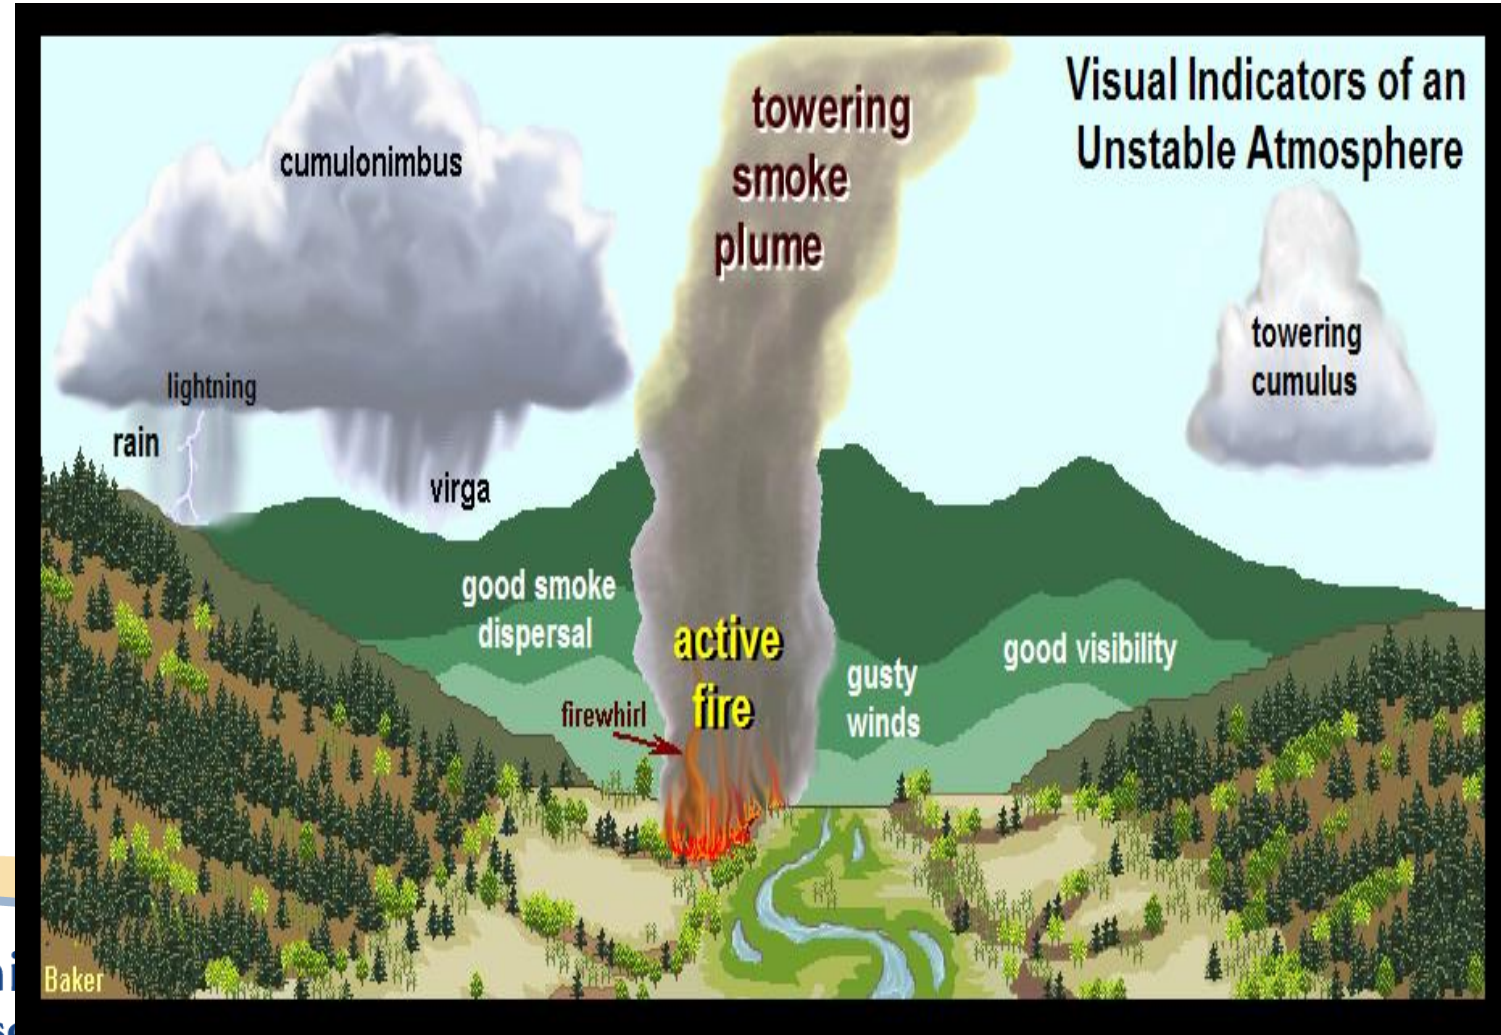 Visual Indicators of an
Unstable Atmosphere
cumulonimbus
towering
smoke
plume
towering
cumulus
lightning
rain
virga
good smoke
dispersal
active
fire
firewhirl
gusty
winds
good visibility
Baker